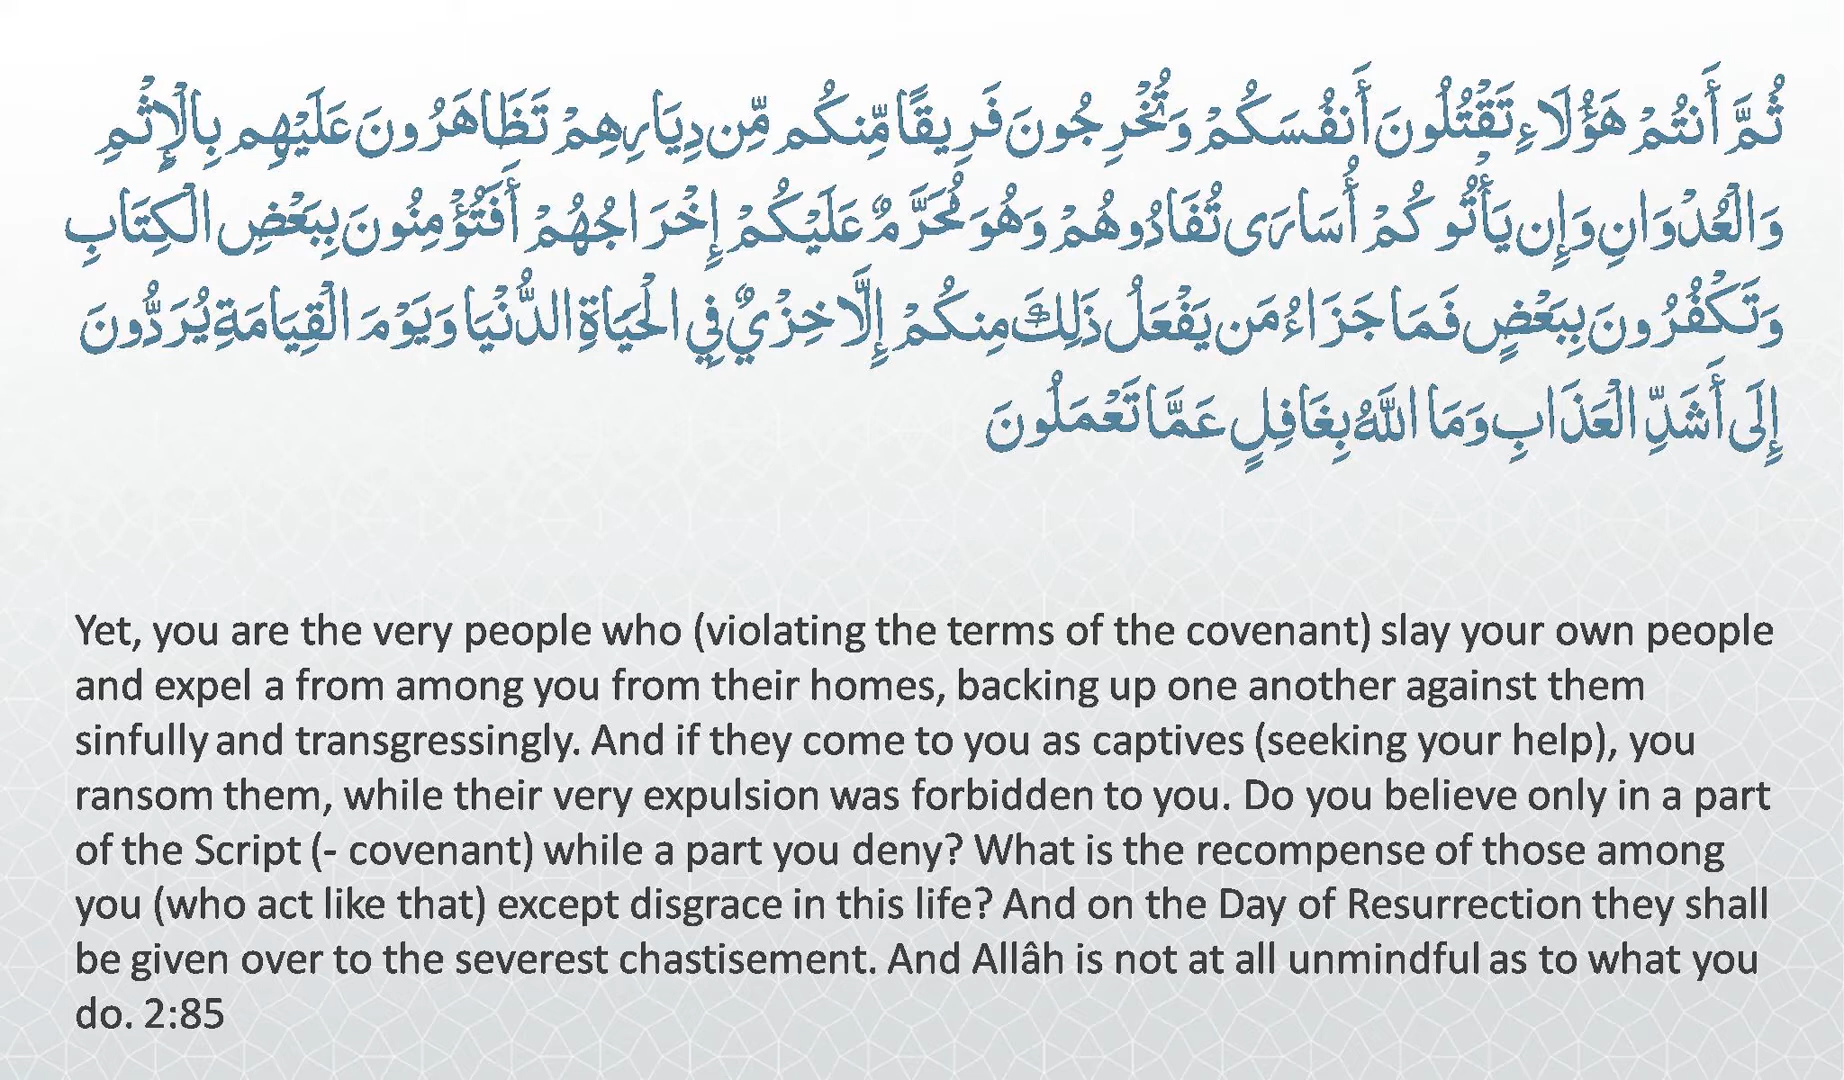 ثُمَّ أَنتُمْ هَؤُلَاءِ تَقْتُلُونَ أَنفُسَكُمْ وَتُخْرِجُونَ فَرِيقًا مِّنكُم مِّن دِيَارِهِمْ تَظَاهَرُونَ عَلَيْهِم بِالْإِثْمِ
وَالْعُدْوَانِ وَإِن يَأْتُوكُمْ أُسَارَى تُفَادُوهُمْ وَهُوَ مُحَرَّمٌ عَلَيْكُمْ إِخْرَاجُهُمْ أَفَتُؤْمِنُونَ بِبَعْضِ الْكِتَابِ
وَتَكْفُرُونَ بِبَعْضٍ فَمَا جَزَاءُ مَن يَفْعَلُ ذَلِكَ مِنكُمْ إِلَّا خِزْيٌ فِي الْحَيَاةِ الدُّنْيَا وَيَوْمَ الْقِيَامَةِ يُرَدُّونَ
إِلَى أَشَدِّ الْعَذَابِ وَمَا اللَّهُ بِغَافِلٍ عَمَّا تَعْمَلُونَ
Yet, you are the very people who (violating the terms of the covenant) slay your own people
and expel a from among you from their homes, backing up one another against them
sinfully and transgressingly. And if they come to you as captives (seeking your help), you
ransom them, while their very expulsion was forbidden to you. Do you believe only in a part
of the Script (- covenant) while a part you deny? What is the recompense of those among
you (who act like that) except disgrace in this life? And on the Day of Resurrection they shall
be given over to the severest chastisement. And Allâh is not at all unmindful as to what you
do. 2:85